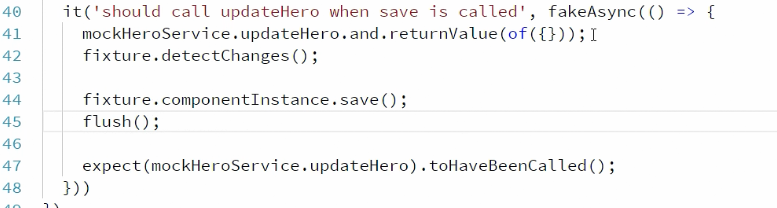 40 it('should call updateHero when save is called', fakeAsync(() => {
41 mockHeroService.updateHero.and.returnValue(of({}));
42 fixture.detectChanges();
43
44 fixture.componentInstance.save();
45 flush();
46
47 expect(mockHeroService.updateHero).toHaveBeenCalled();
48 }))